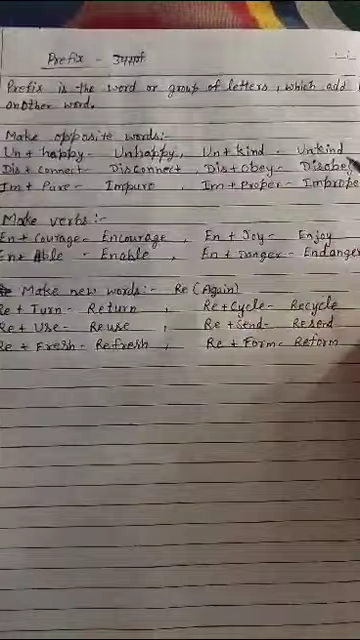 Prefix - उपसर्ग
Prefix is the word or group of letters, which add
another word.
Make opposite words:-
Un + happy - Unhappy, Un + kind - Unkind
Dis + connect - Disconnect, Dis + obey - Disobey
Im + Pure - Impure, Im + Proper - Imprope
Make verbs:-
En + Courage - Encourage, En + Joy - Enjoy
En + Able - Enable, En + Danger - Endanger
Make new words:- Re (Again)
Re + Turn - Return, Re + Cycle - Recycle
Re + Use - Reuse, Re + Send - Resend
Re + Fresh - Refresh, Re + Form - Reform